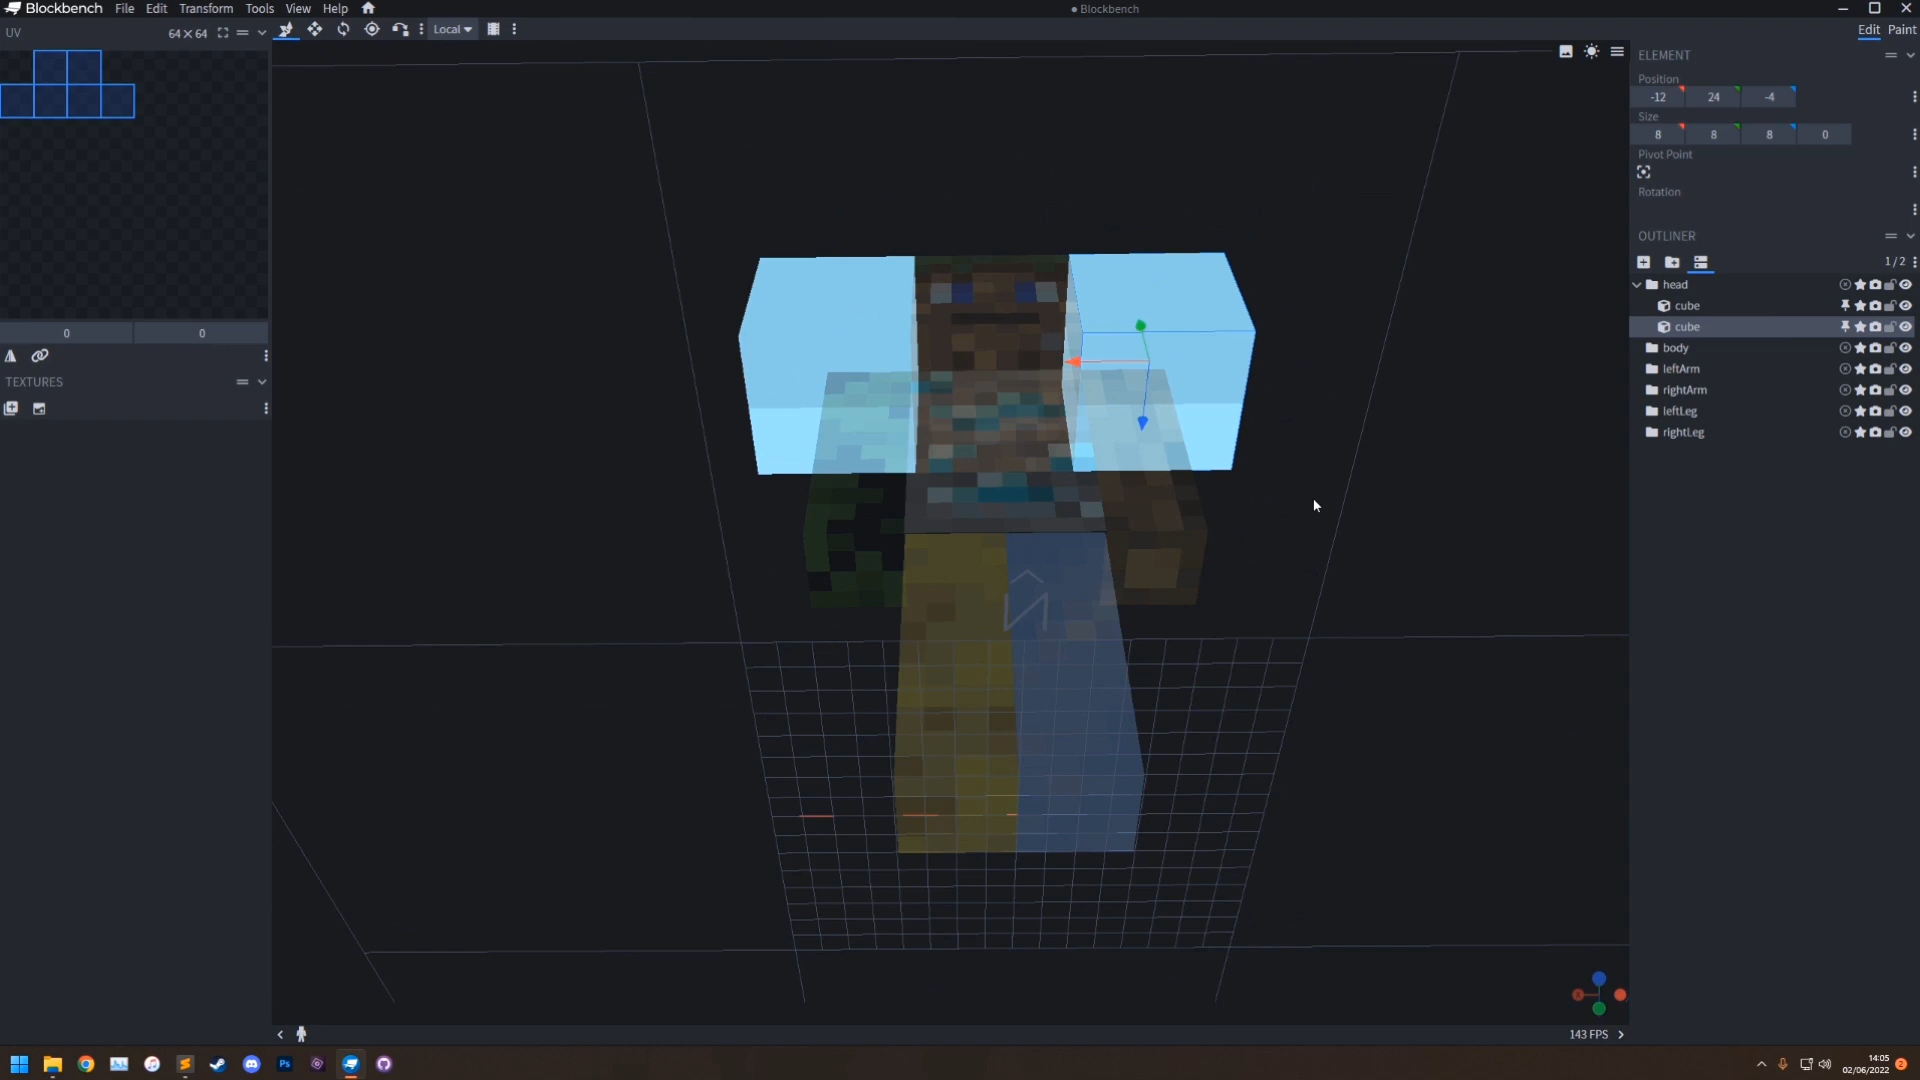 Blockbench File Edit Transform Tools View Help
Blockbench
UV 64×64
Local
Edit Paint
ELEMENT
Position
-12 24 -4
Size
8 8 8 0
Pivot Point
Rotation
OUTLINER
1/2
head
cube
cube
body
leftArm
rightArm
leftLeg
rightLeg
0 0
TEXTURES
143 FPS
Ps
14:05
02/06/2022
2